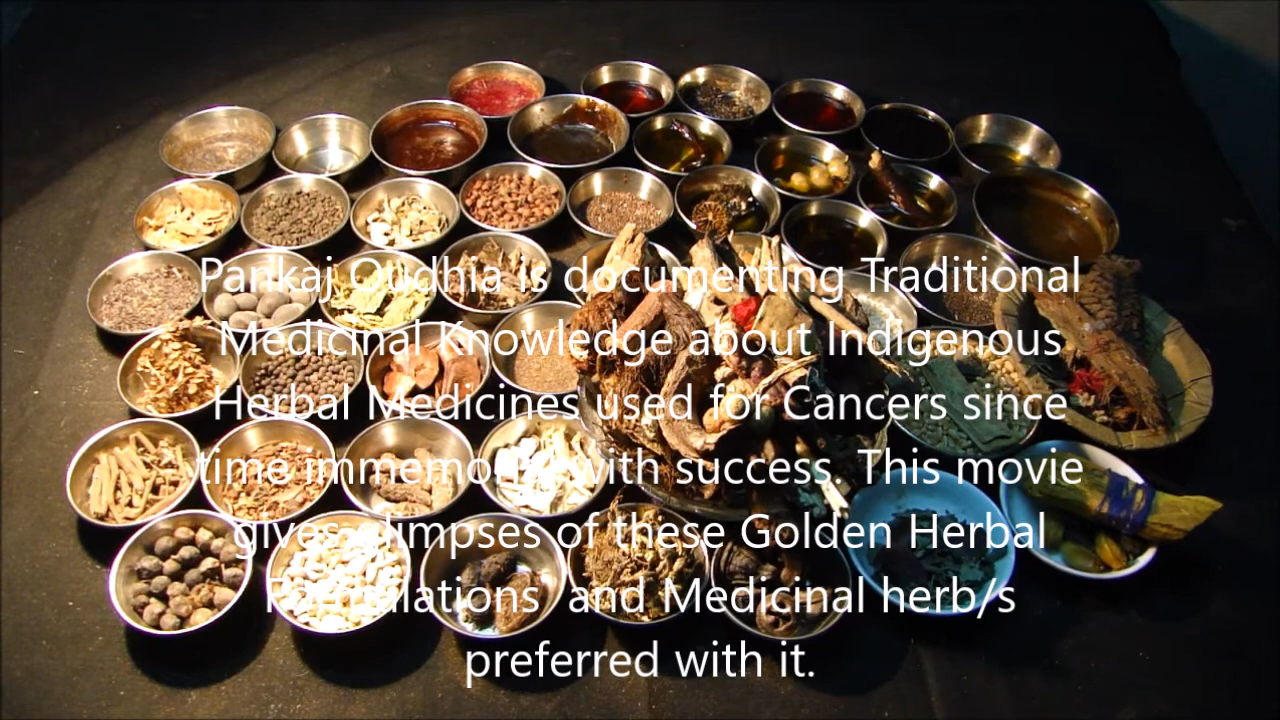 Pankaj Oudhia is documenting Traditional
Medicinal Knowledge about Indigenous
Herbal Medicines used for Cancers since
time immemorial with success. This movie
gives glimpses of these Golden Herbal
Formulations and Medicinal herb/s
preferred with it.